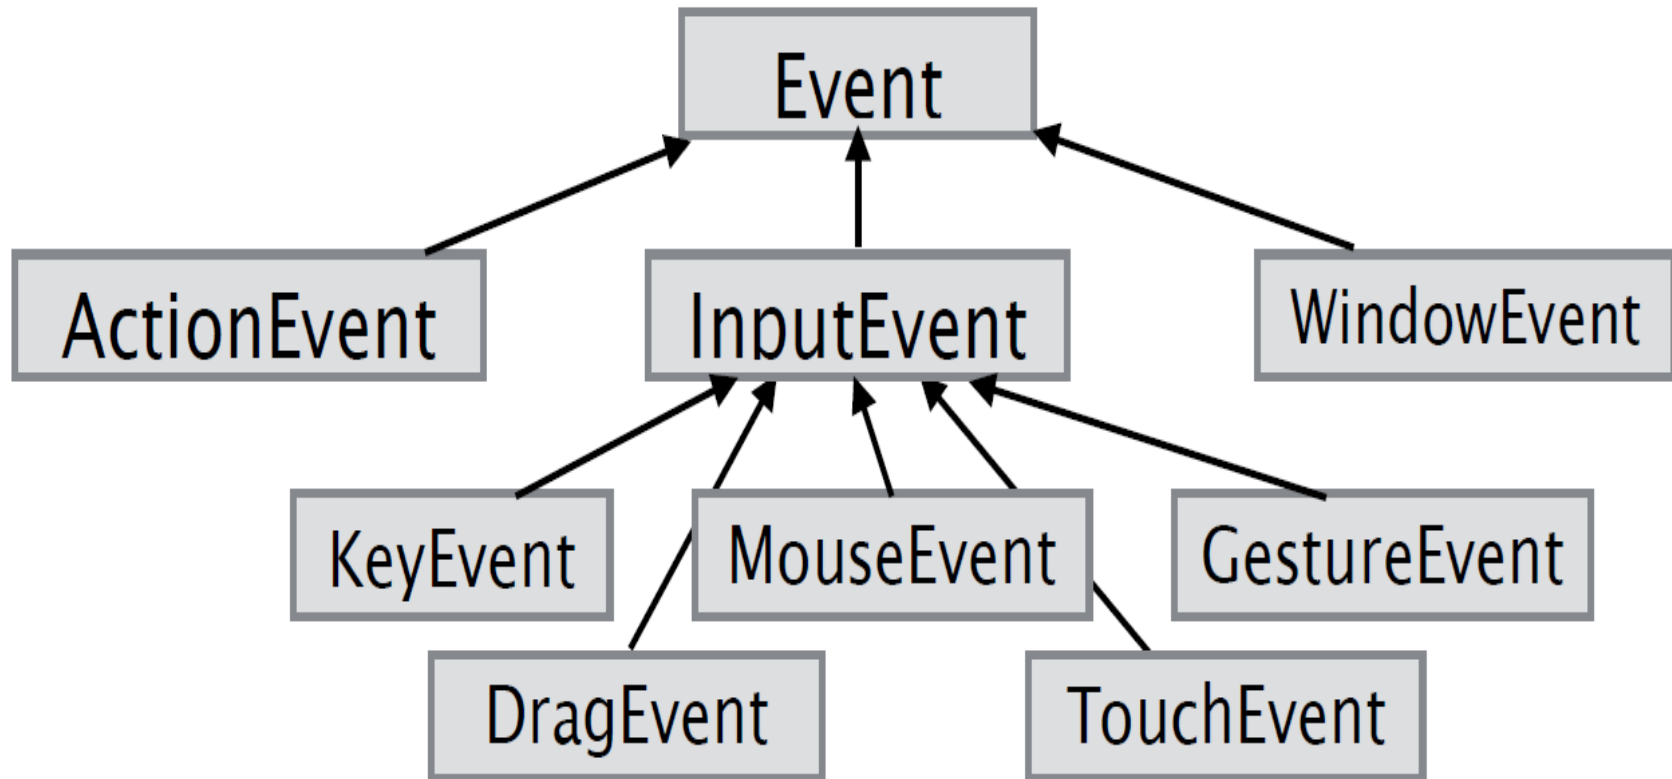 Event
ActionEvent
InputEvent
WindowEvent
KeyEvent
MouseEvent
GestureEvent
DragEvent
TouchEvent